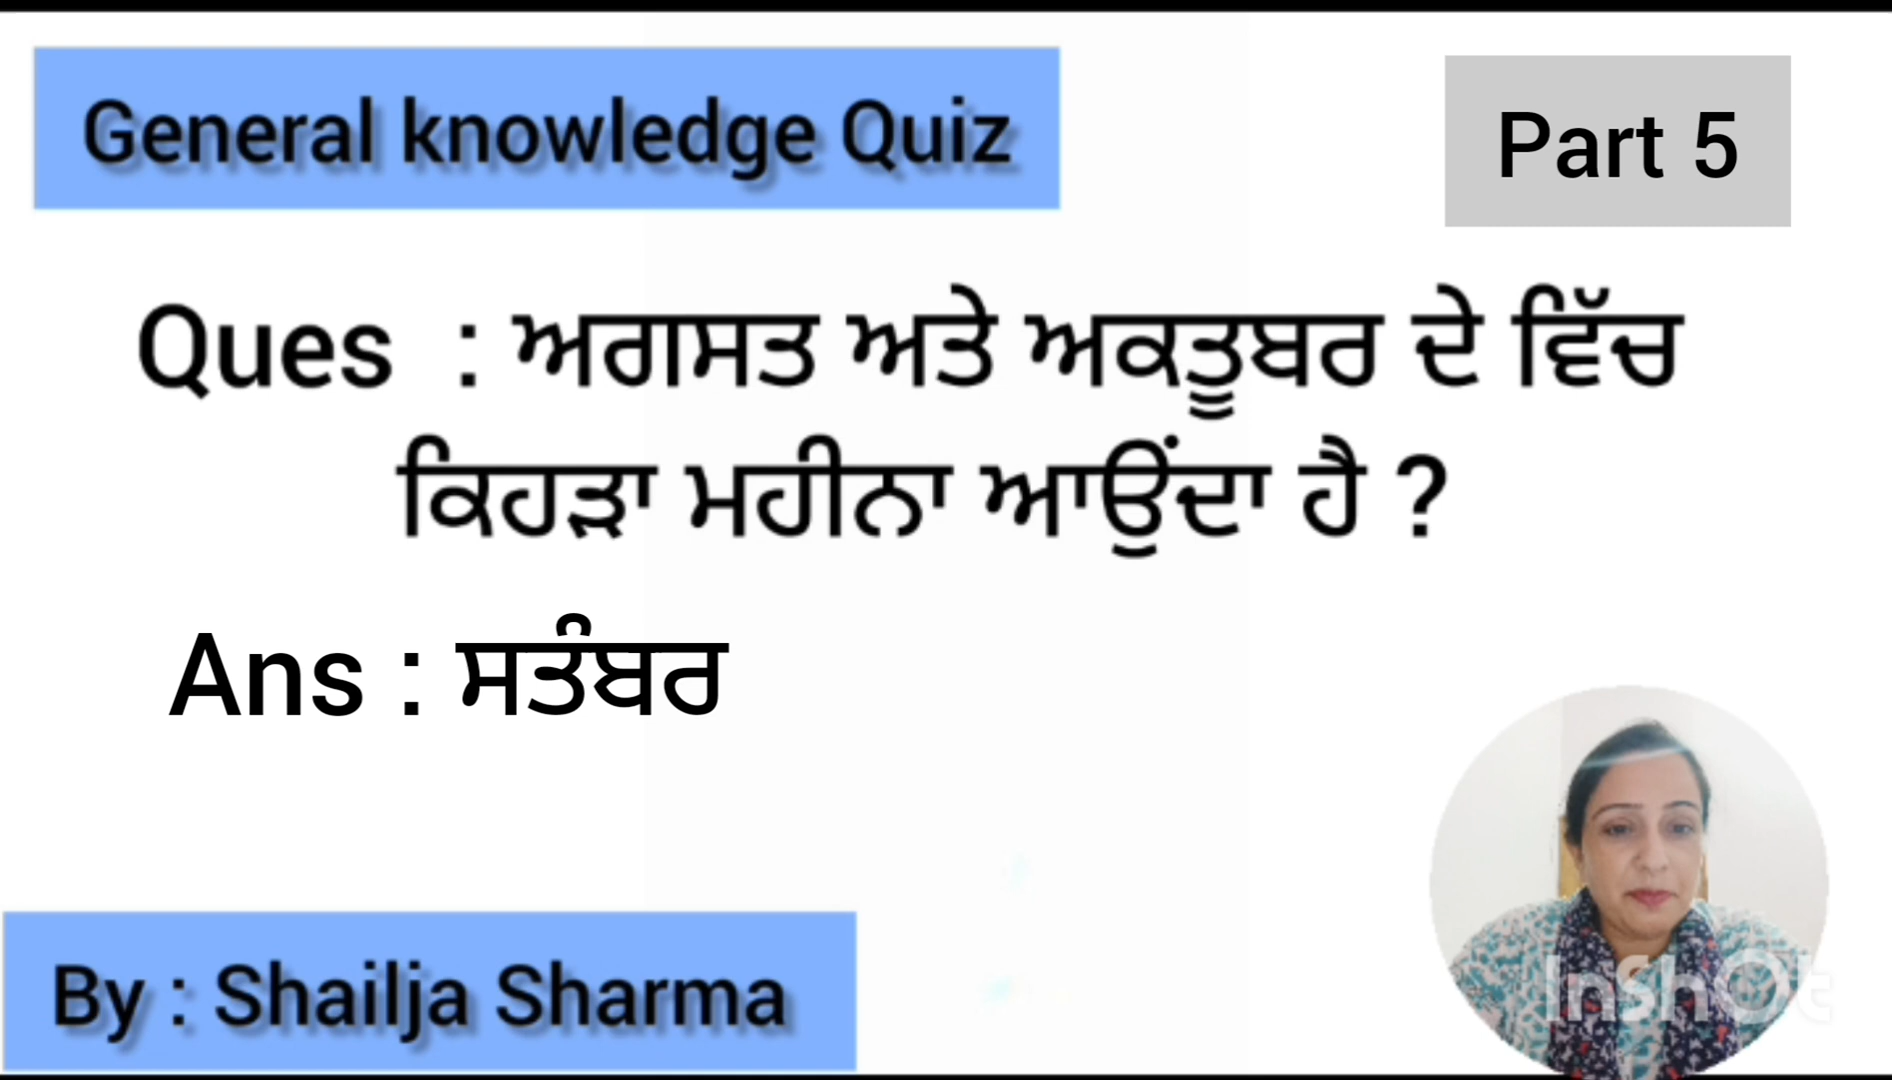 General knowledge Quiz
Part 5
Ques : ਅਗਸਤ ਅਤੇ ਅਕਤੂਬਰ ਦੇ ਵਿੱਚ
ਕਿਹੜਾ ਮਹੀਨਾ ਆਉਂਦਾ ਹੈ ?
Ans : ਸਤੰਬਰ
By : Shailja Sharma
InShOt